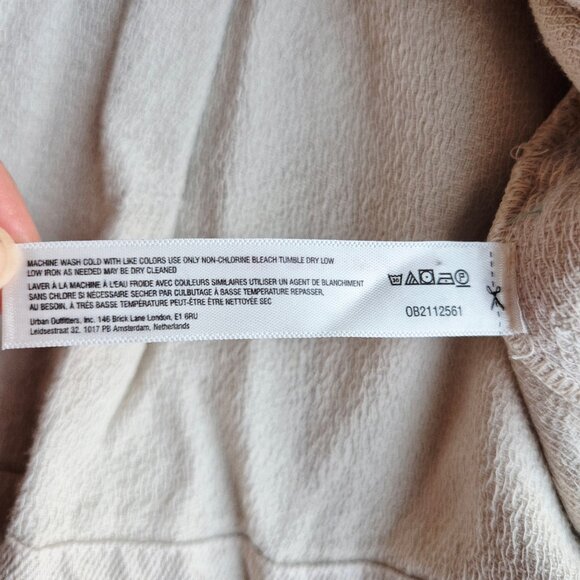 MACHINE WASH COLD WITH LIKE COLORS USE ONLY NON-CHLORINE BLEACH TUMBLE DRY LOW
LOW IRON AS NEEDED MAY BE DRY CLEANED
LAVER À LA MACHINE À L'EAU FROIDE AVEC COULEURS SIMILAIRES UTILISER UN AGENT DE BLANCHIMENT
SANS CHLORE SI NÉCESSAIRE SÉCHER PAR CULBUTAGE À BASSE TEMPÉRATURE REPASSER,
AU BESOIN, À TRÈS BASSE TEMPÉRATURE PEUT-ÊTRE ÊTRE NETTOYÉE SEC
Urban Outfitters, Inc. 146 Brick Lane London, E1 6RU
Leidsestraat 32, 1017 PB Amsterdam, Netherlands
OB2112561